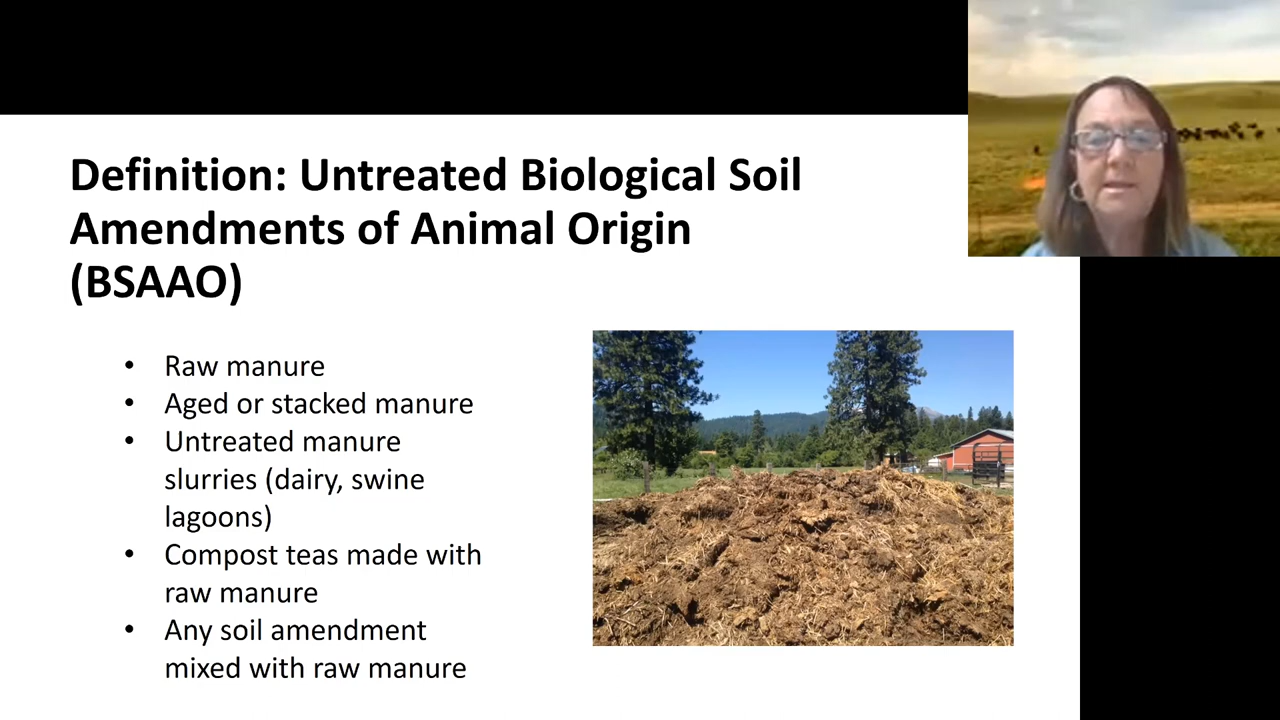 Definition: Untreated Biological Soil
Amendments of Animal Origin
(BSAAO)
• Raw manure
• Aged or stacked manure
• Untreated manure
slurries (dairy, swine
lagoons)
• Compost teas made with
raw manure
• Any soil amendment
mixed with raw manure